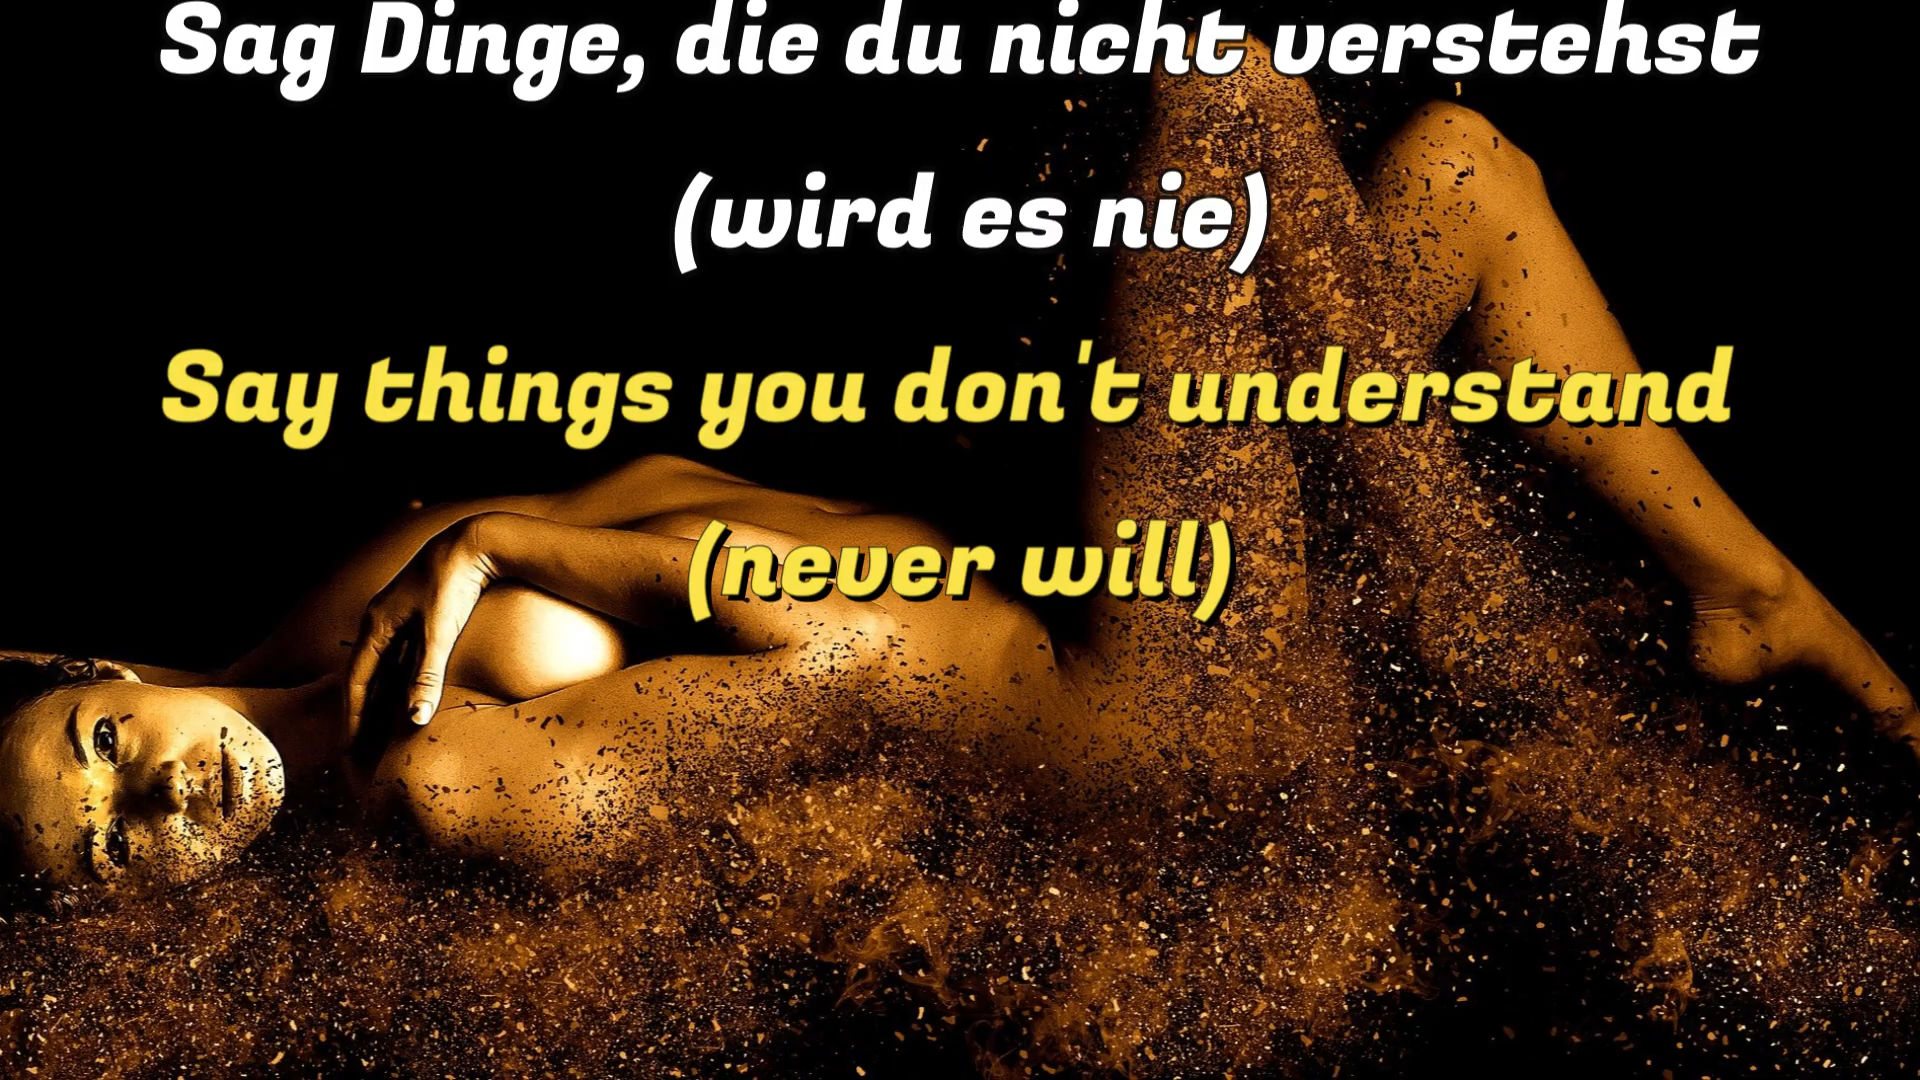 Sag Dinge, die du nicht verstehst
(wird es nie)
Say things you don't understand
(never will)